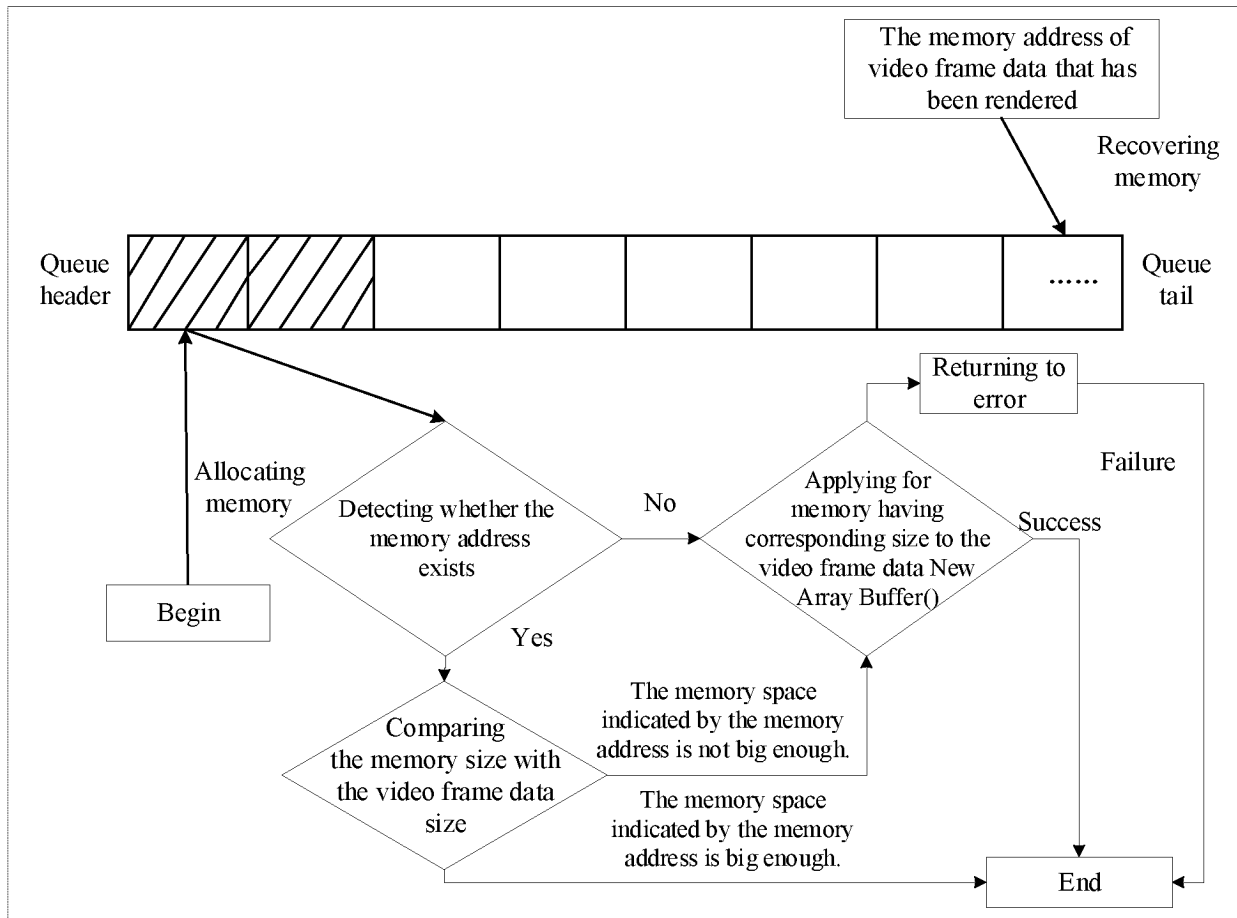 The memory address of
video frame data that has
been rendered
Recovering
memory
Queue
header
......
Queue
tail
Allocating
memory
Begin
Detecting whether the
memory address
exists
No
Yes
Applying for
memory having
corresponding size to the
video frame data New
Array Buffer()
Returning to
error
Failure
Success
Comparing
the memory size with
the video frame data
size
The memory space
indicated by the memory
address is not big enough.
The memory space
indicated by the memory
address is big enough.
End